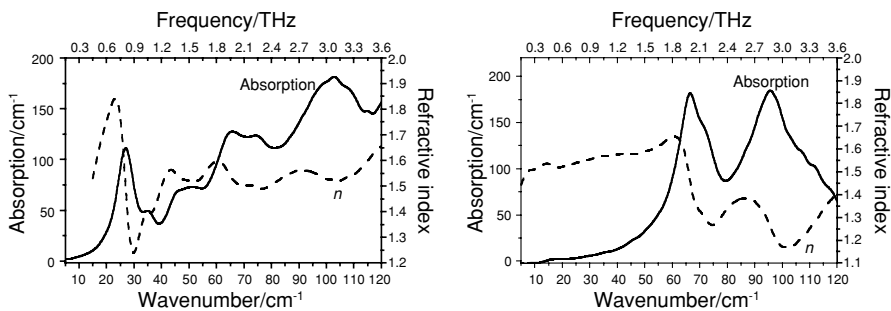 Frequency/THz
0.3 0.6 0.9 1.2 1.5 1.8 2.1 2.4 2.7 3.0 3.3 3.6
200
150
100
50
0
Absorption/cm⁻¹
Absorption
n
2.0
1.9
1.8
1.7
1.6
1.5
1.4
1.3
1.2
Refractive index
10 20 30 40 50 60 70 80 90 100 110 120
Wavenumber/cm⁻¹
Frequency/THz
0.3 0.6 0.9 1.2 1.5 1.8 2.1 2.4 2.7 3.0 3.3 3.6
200
150
100
50
0
Absorption/cm⁻¹
Absorption
n
2.0
1.9
1.8
1.7
1.6
1.5
1.4
1.3
1.2
1.1
Refractive index
10 20 30 40 50 60 70 80 90 100 110 120
Wavenumber/cm⁻¹